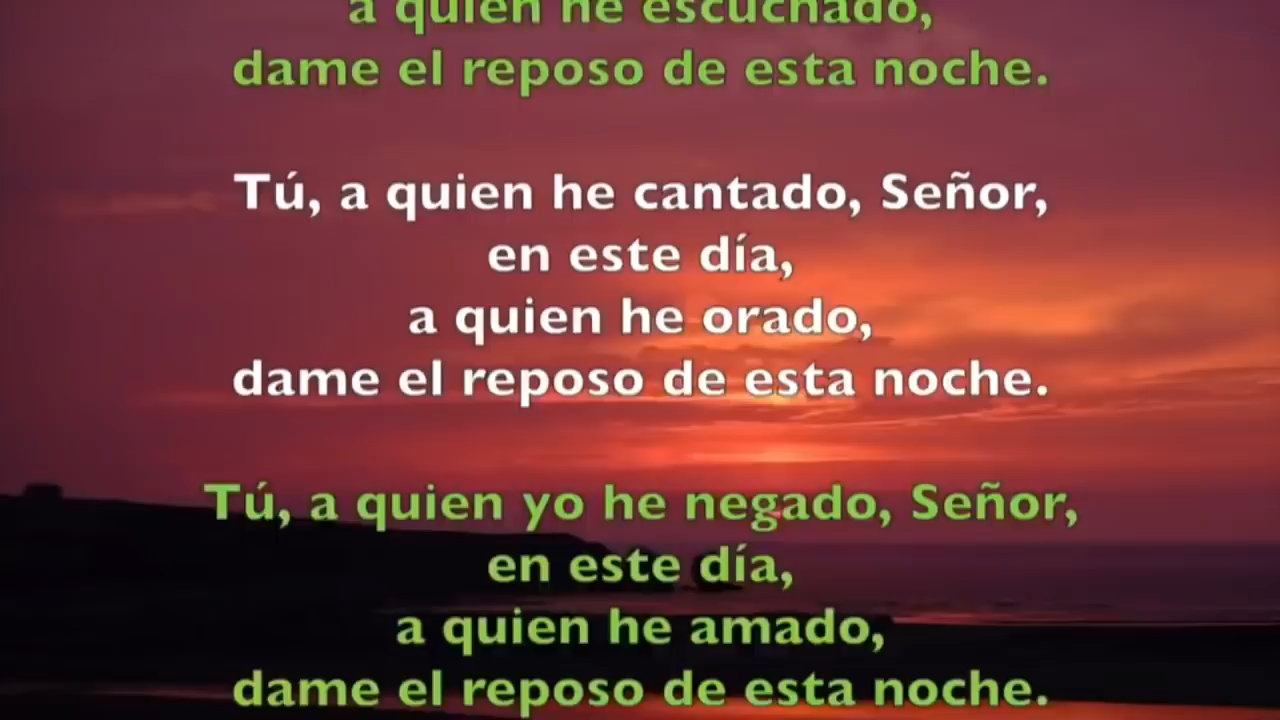 a quien he escuchado,
dame el reposo de esta noche.
Tú, a quien he cantado, Señor,
en este día,
a quien he orado,
dame el reposo de esta noche.
Tú, a quien yo he negado, Señor,
en este día,
a quien he amado,
dame el reposo de esta noche.